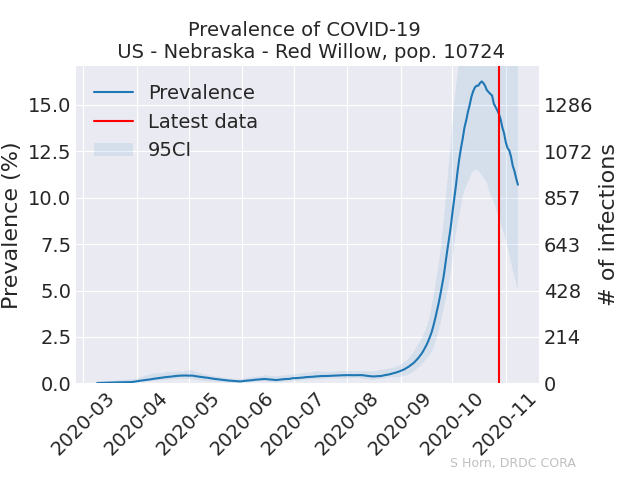 Prevalence of COVID-19
US - Nebraska - Red Willow, pop. 10724
Prevalence
Latest data
95CI
Prevalence (%)
15.0
12.5
10.0
7.5
5.0
2.5
0.0
1286
1072
857
643
428
214
0
# of infections
2020-03
2020-04
2020-05
2020-06
2020-07
2020-08
2020-09
2020-10
2020-11
S Horn, DRDC CORA